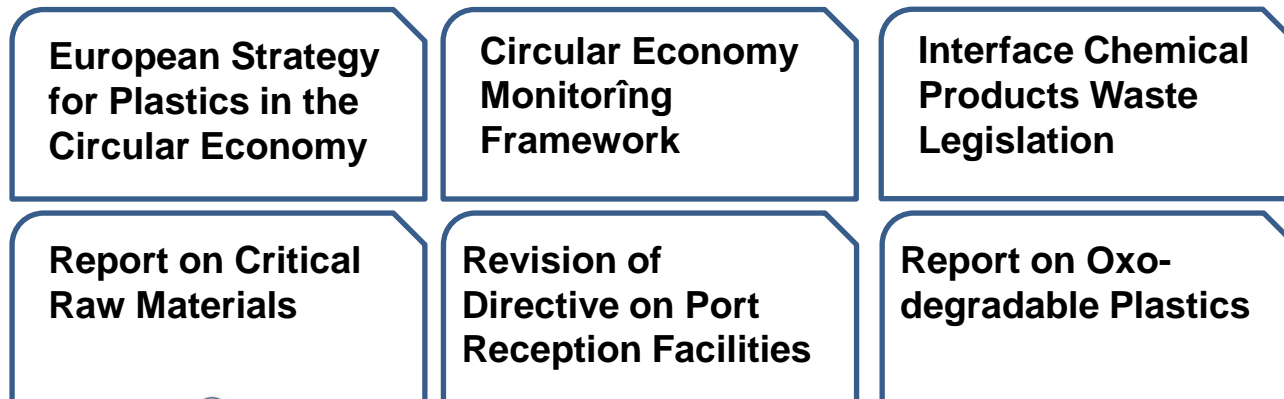 European Strategy
for Plastics in the
Circular Economy
Circular Economy
Monitorîng
Framework
Interface Chemical
Products Waste
Legislation
Report on Critical
Raw Materials
Revision of
Directive on Port
Reception Facilities
Report on Oxo-
degradable Plastics